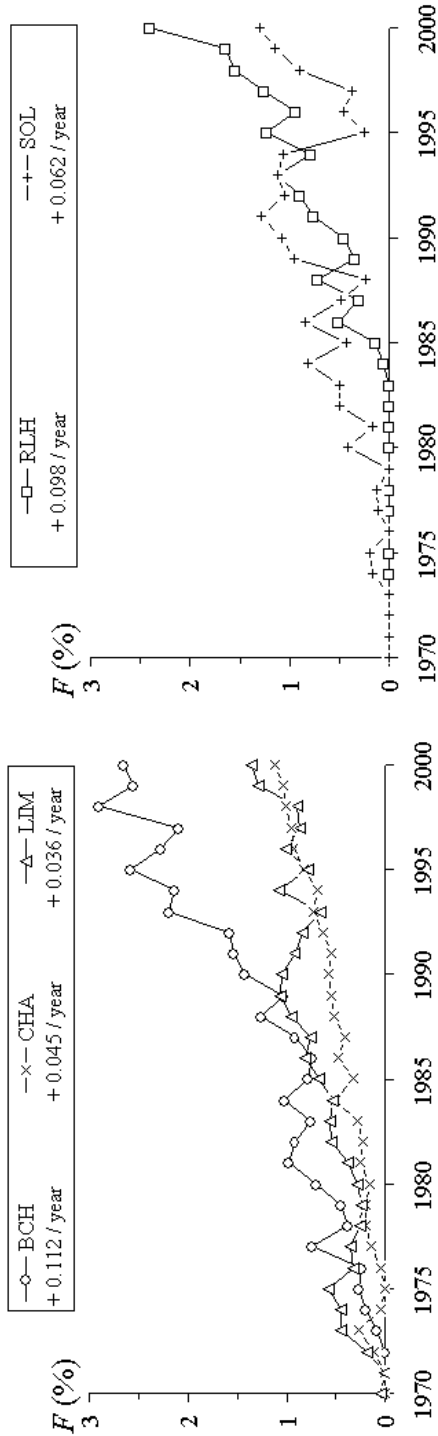 BCH CHA LIM
+ 0.112 / year + 0.045 / year + 0.036 / year
F (%)
3
2
1
0
1970 1975 1980 1985 1990 1995 2000
RLH SOL
+ 0.098 / year + 0.062 / year
F (%)
3
2
1
0
1970 1975 1980 1985 1990 1995 2000